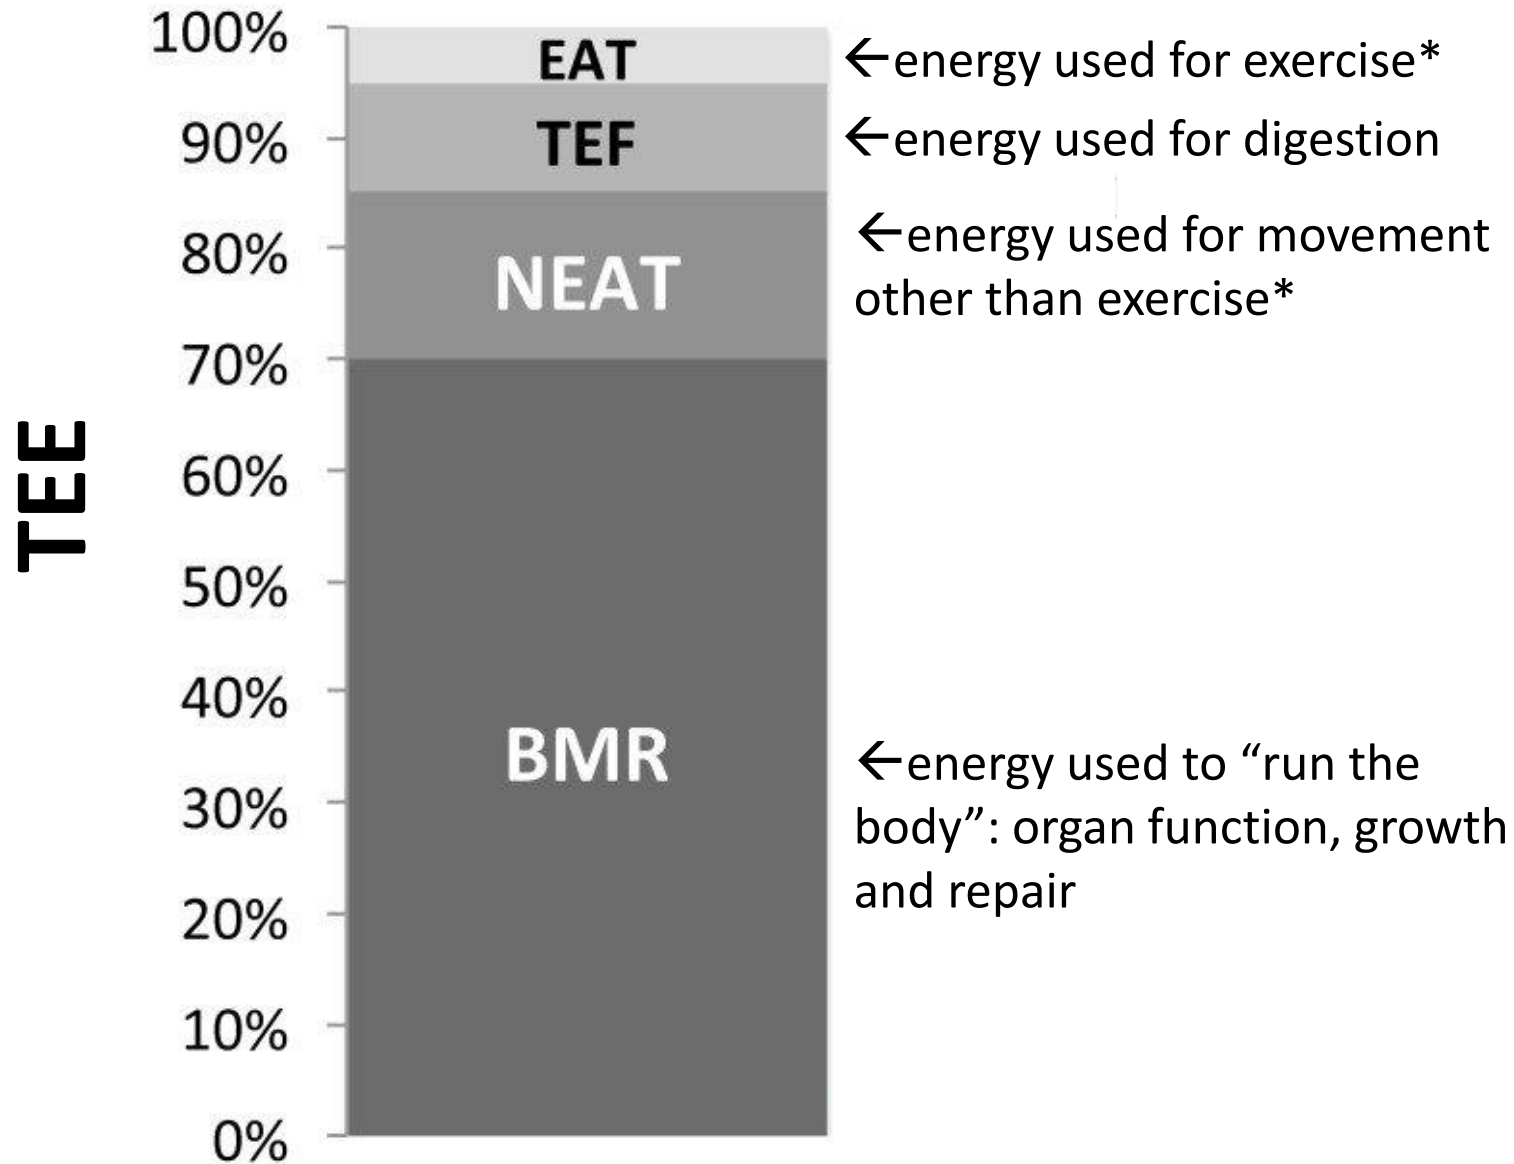 100%
EAT
←energy used for exercise*
90%
TEF
←energy used for digestion
80%
NEAT
←energy used for movement
other than exercise*
70%
TEE
60%
50%
40%
BMR
←energy used to “run the
body”: organ function, growth
and repair
30%
20%
10%
0%